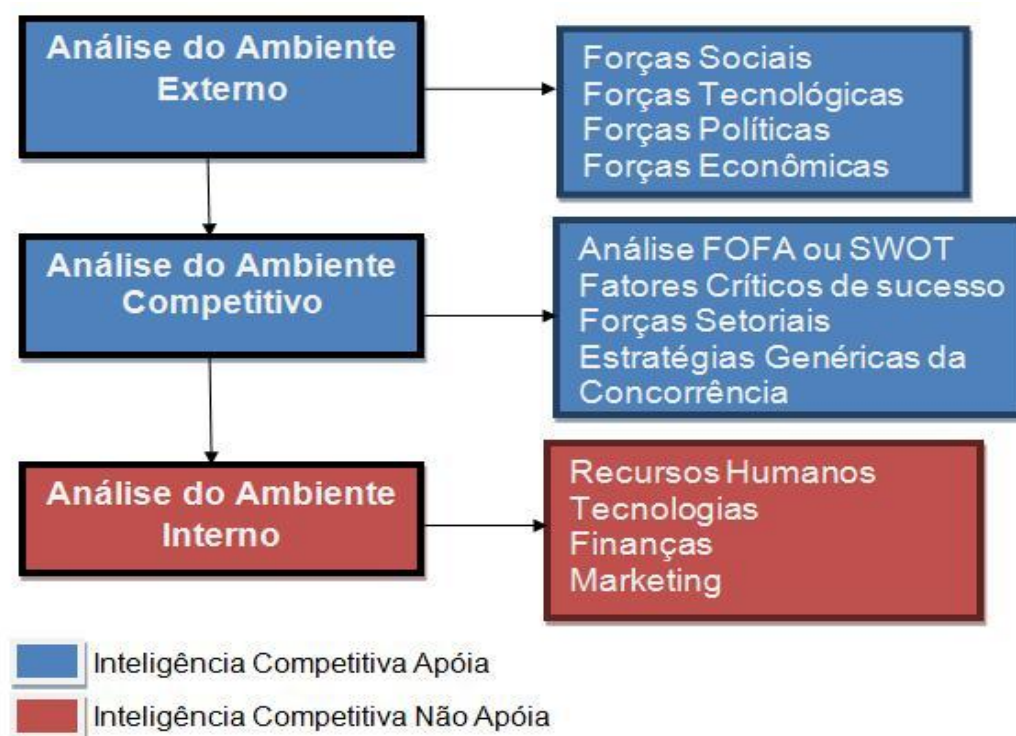 Análise do Ambiente
Externo
Forças Sociais
Forças Tecnológicas
Forças Políticas
Forças Econômicas
Análise do Ambiente
Competitivo
Análise FOFA ou SWOT
Fatores Críticos de sucesso
Forças Setoriais
Estratégias Genéricas da
Concorrência
Análise do Ambiente
Interno
Recursos Humanos
Tecnologias
Finanças
Marketing
Inteligência Competitiva Apóia
Inteligência Competitiva Não Apóia